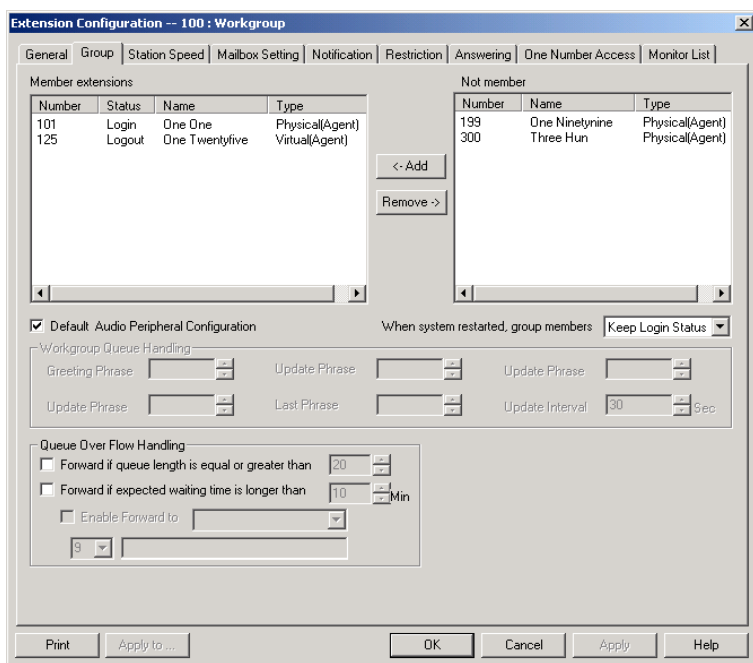 Extension Configuration -- 100 : Workgroup
General Group Station Speed Mailbox Setting Notification Restriction Answering One Number Access Monitor List
Member extensions
Number Status Name Type
101 Login One One Physical(Agent)
125 Logout One Twentyfive Virtual(Agent)
<- Add
Remove ->
Not member
Number Name Type
199 One Ninetynine Physical(Agent)
300 Three Hun Physical(Agent)
Default Audio Peripheral Configuration
When system restarted, group members Keep Login Status
Workgroup Queue Handling
Greeting Phrase Update Phrase Update Phrase
Update Phrase Last Phrase Update Interval 30 Sec
Queue Over Flow Handling
Forward if queue length is equal or greater than 20
Forward if expected waiting time is longer than 10 Min
Enable Forward to
9
Print Apply to ... OK Cancel Apply Help